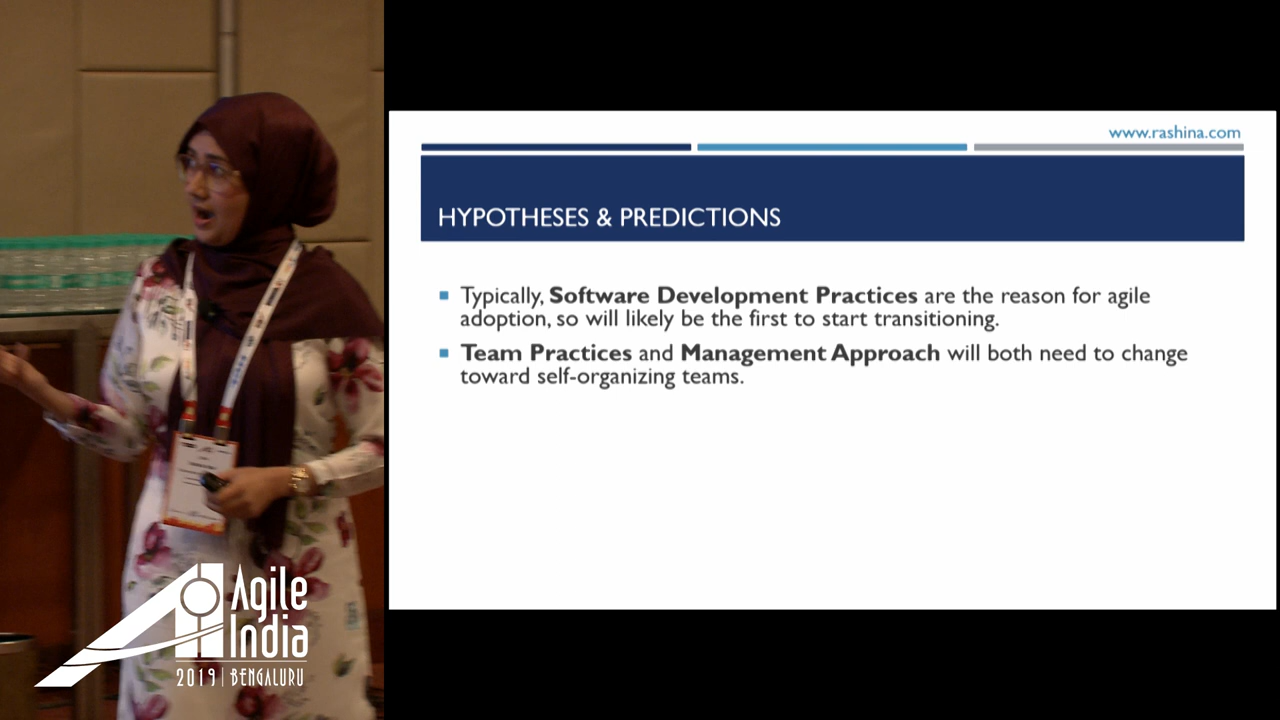 www.rashina.com
HYPOTHESES & PREDICTIONS
Typically, Software Development Practices are the reason for agile
adoption, so will likely be the first to start transitioning.
Team Practices and Management Approach will both need to change
toward self-organizing teams.
Agile
India
2019 | BENGALURU